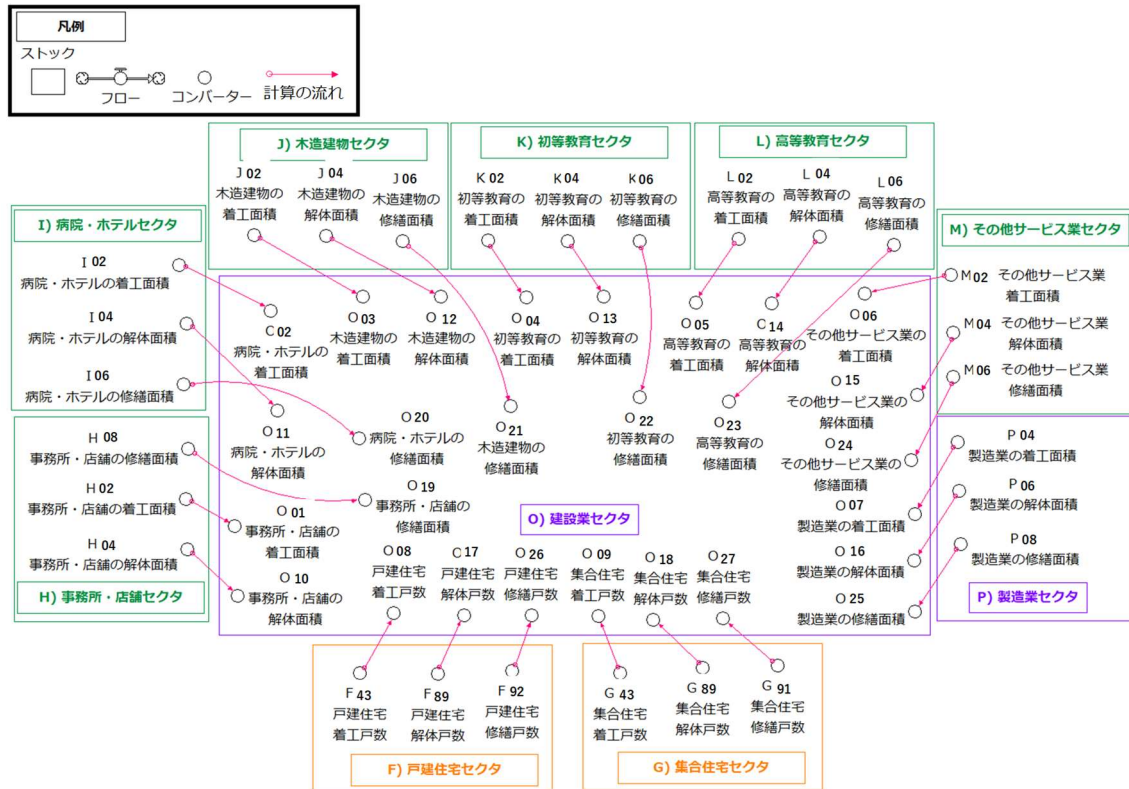 凡例
ストック
フロー
コンバーター
計算の流れ
J) 木造建物セクタ
J 02
木造建物の
着工面積
J 04
木造建物の
解体面積
J 06
木造建物の
修繕面積
K) 初等教育セクタ
K 02
初等教育の
着工面積
K 04
初等教育の
解体面積
K 06
初等教育の
修繕面積
L) 高等教育セクタ
L 02
高等教育の
着工面積
L 04
高等教育の
解体面積
L 06
高等教育の
修繕面積
I) 病院・ホテルセクタ
I 02
病院・ホテルの着工面積
I 04
病院・ホテルの解体面積
I 06
病院・ホテルの修繕面積
M) その他サービス業セクタ
M 02 その他サービス業
着工面積
M 04 その他サービス業
解体面積
M 06 その他サービス業
修繕面積
O 02
病院・ホテルの
着工面積
O 03
木造建物の
着工面積
O 12
木造建物の
解体面積
O 04
初等教育の
着工面積
O 13
初等教育の
解体面積
O 05
高等教育の
着工面積
O 14
高等教育の
解体面積
O 06
その他サービス業の
着工面積
O 15
その他サービス業の
解体面積
O 24
その他サービス業の
修繕面積
O 11
病院・ホテルの
解体面積
O 20
病院・ホテルの
修繕面積
O 21
木造建物の
修繕面積
O 22
初等教育の
修繕面積
O 23
高等教育の
修繕面積
H 08
事務所・店舗の修繕面積
H 02
事務所・店舗の着工面積
H 04
事務所・店舗の解体面積
H) 事務所・店舗セクタ
O 19
事務所・店舗の
修繕面積
O 01
事務所・店舗の
着工面積
O 10
事務所・店舗の
解体面積
O) 建設業セクタ
O 07
製造業の着工面積
O 16
製造業の解体面積
O 25
製造業の修繕面積
P 04
製造業の着工面積
P 06
製造業の解体面積
P 08
製造業の修繕面積
P) 製造業セクタ
O 08
戸建住宅
着工戸数
O 17
戸建住宅
解体戸数
O 26
戸建住宅
修繕戸数
O 09
集合住宅
着工戸数
O 18
集合住宅
解体戸数
O 27
集合住宅
修繕戸数
F 43
戸建住宅
着工戸数
F 89
戸建住宅
解体戸数
F 92
戸建住宅
修繕戸数
F) 戸建住宅セクタ
G 43
集合住宅
着工戸数
G 89
集合住宅
解体戸数
G 91
集合住宅
修繕戸数
G) 集合住宅セクタ